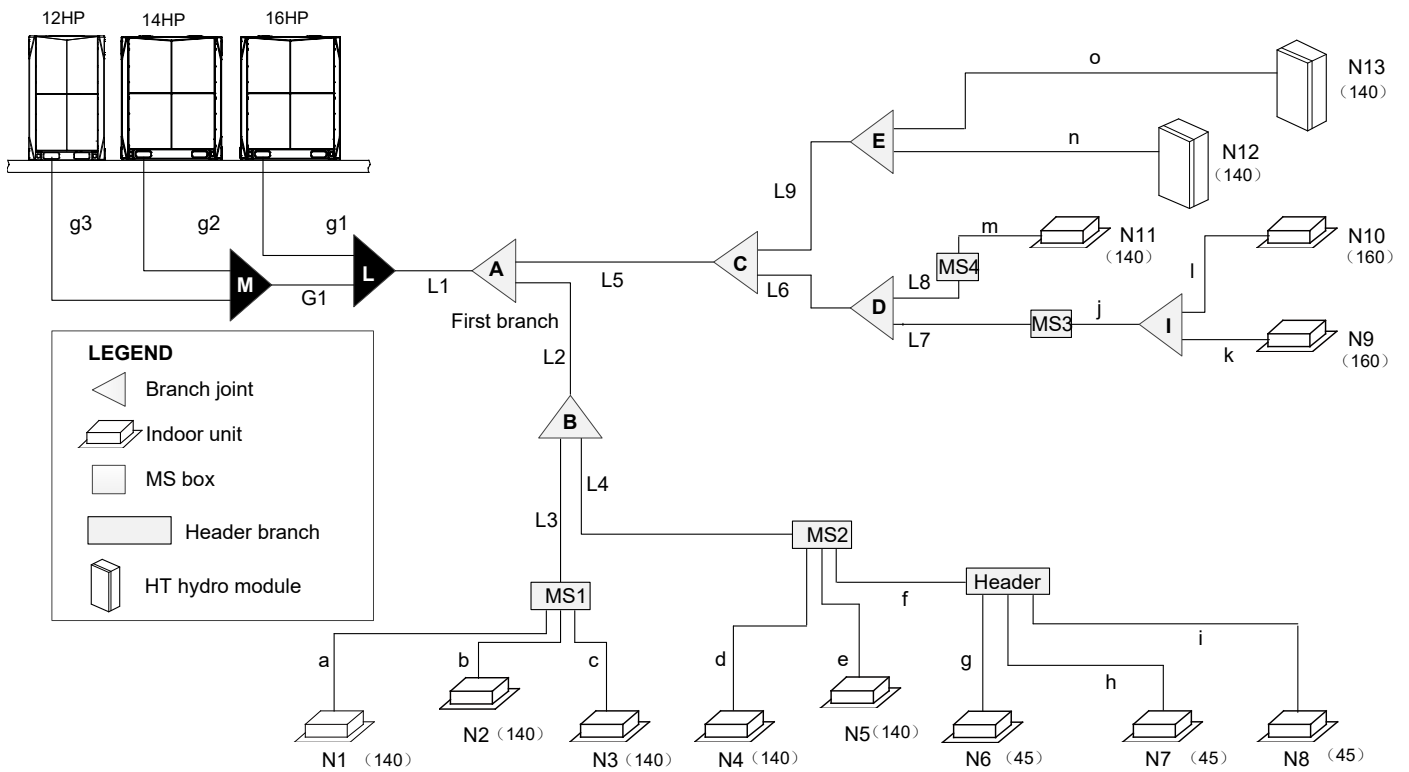 12HP
14HP
16HP
g3
g2
g1
M
G1
L
L1
A
First branch
L5
L2
C
L9
L6
E
o
N13
（140）
n
N12
（140）
D
L8
MS4
m
N11
（140）
L7
MS3
j
I
l
N10
（160）
k
N9
（160）
B
L3
L4
MS1
a
b
c
N1（140）
N2（140）
N3（140）
MS2
d
e
f
Header
g
h
i
N4（140）
N5（140）
N6（45）
N7（45）
N8（45）
LEGEND
Branch joint
Indoor unit
MS box
Header branch
HT hydro module